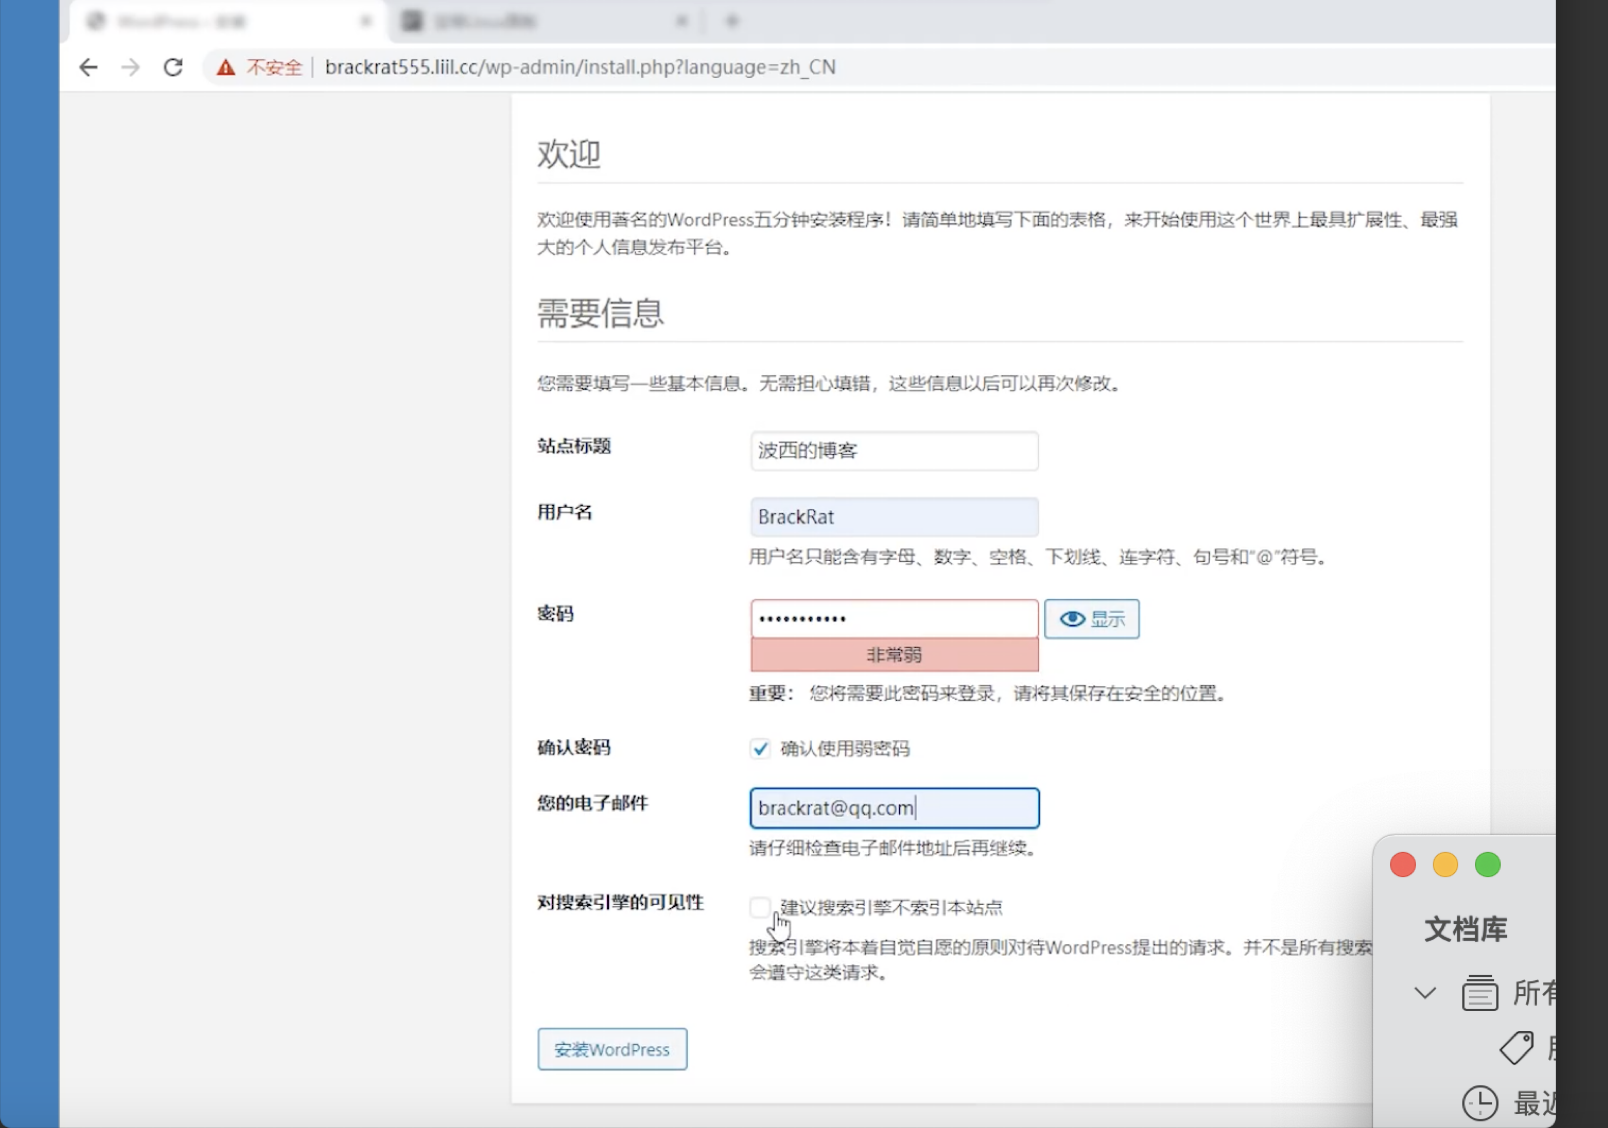 不安全 brackrat555.liil.cc/wp-admin/install.php?language=zh_CN
欢迎
欢迎使用著名的WordPress五分钟安装程序！请简单地填写下面的表格，来开始使用这个世界上最具扩展性、最强
大的个人信息发布平台。
需要信息
您需要填写一些基本信息。无需担心填错，这些信息以后可以再次修改。
站点标题 波西的博客
用户名 BrackRat
用户名只能含有字母、数字、空格、下划线、连字符、句号和“@”符号。
密码 ••••••••••• 显示
非常弱
重要： 您将需要此密码来登录，请将其保存在安全的位置。
确认密码 确认使用弱密码
您的电子邮件 brackrat@qq.com
请仔细检查电子邮件地址后再继续。
对搜索引擎的可见性 建议搜索引擎不索引本站点
搜索引擎将本着自觉自愿的原则对待WordPress提出的请求。并不是所有搜索
会遵守这类请求。
安装WordPress
文档库
所有
最近